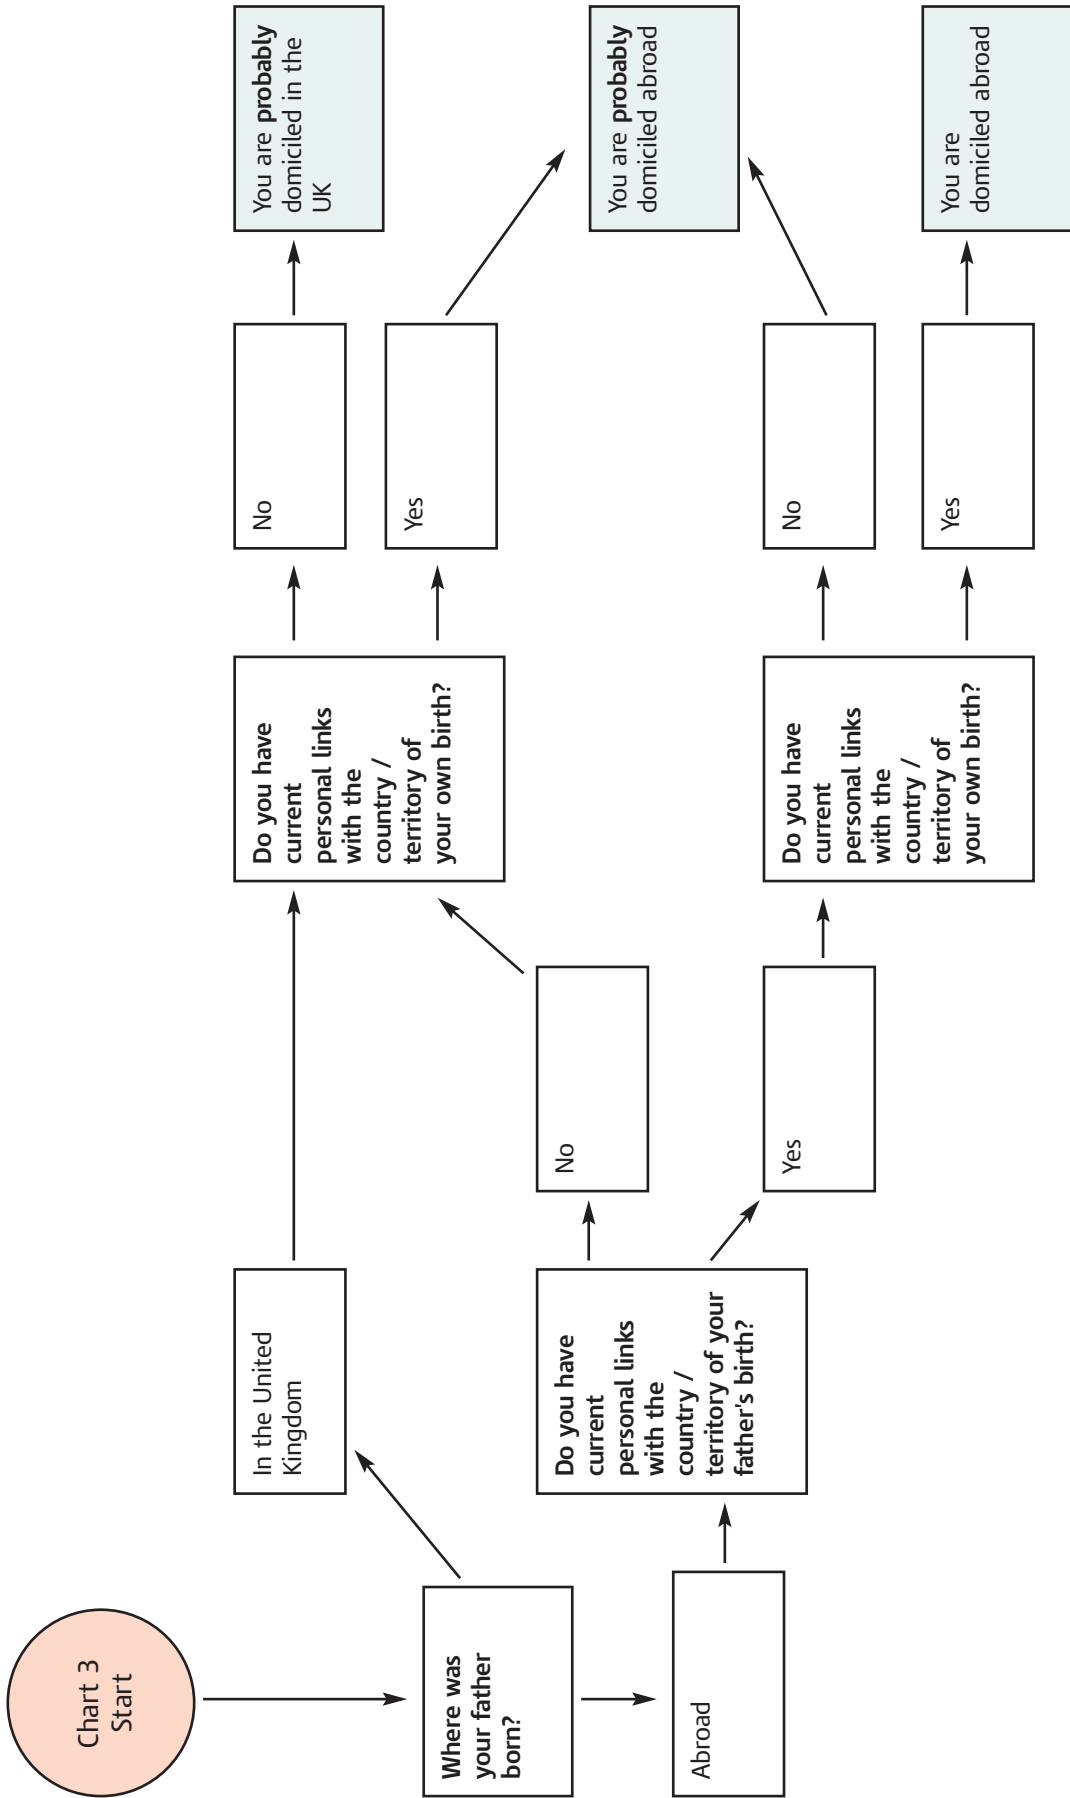 Chart 3
Start
Where was
your father
born?
In the United
Kingdom
Abroad
Do you have
current
personal links
with the
country /
territory of your
father's birth?
No
Yes
Do you have
current
personal links
with the
country /
territory of
your own birth?
No
Yes
Do you have
current
personal links
with the
country /
territory of
your own birth?
No
Yes
You are probably
domiciled in the
UK
You are probably
domiciled abroad
You are
domiciled abroad